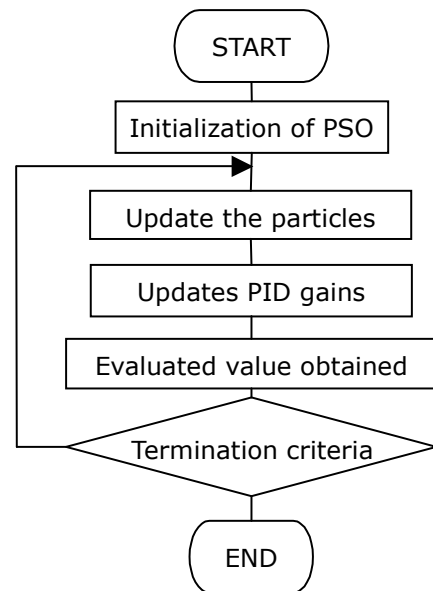 START
Initialization of PSO
Update the particles
Updates PID gains
Evaluated value obtained
Termination criteria
END